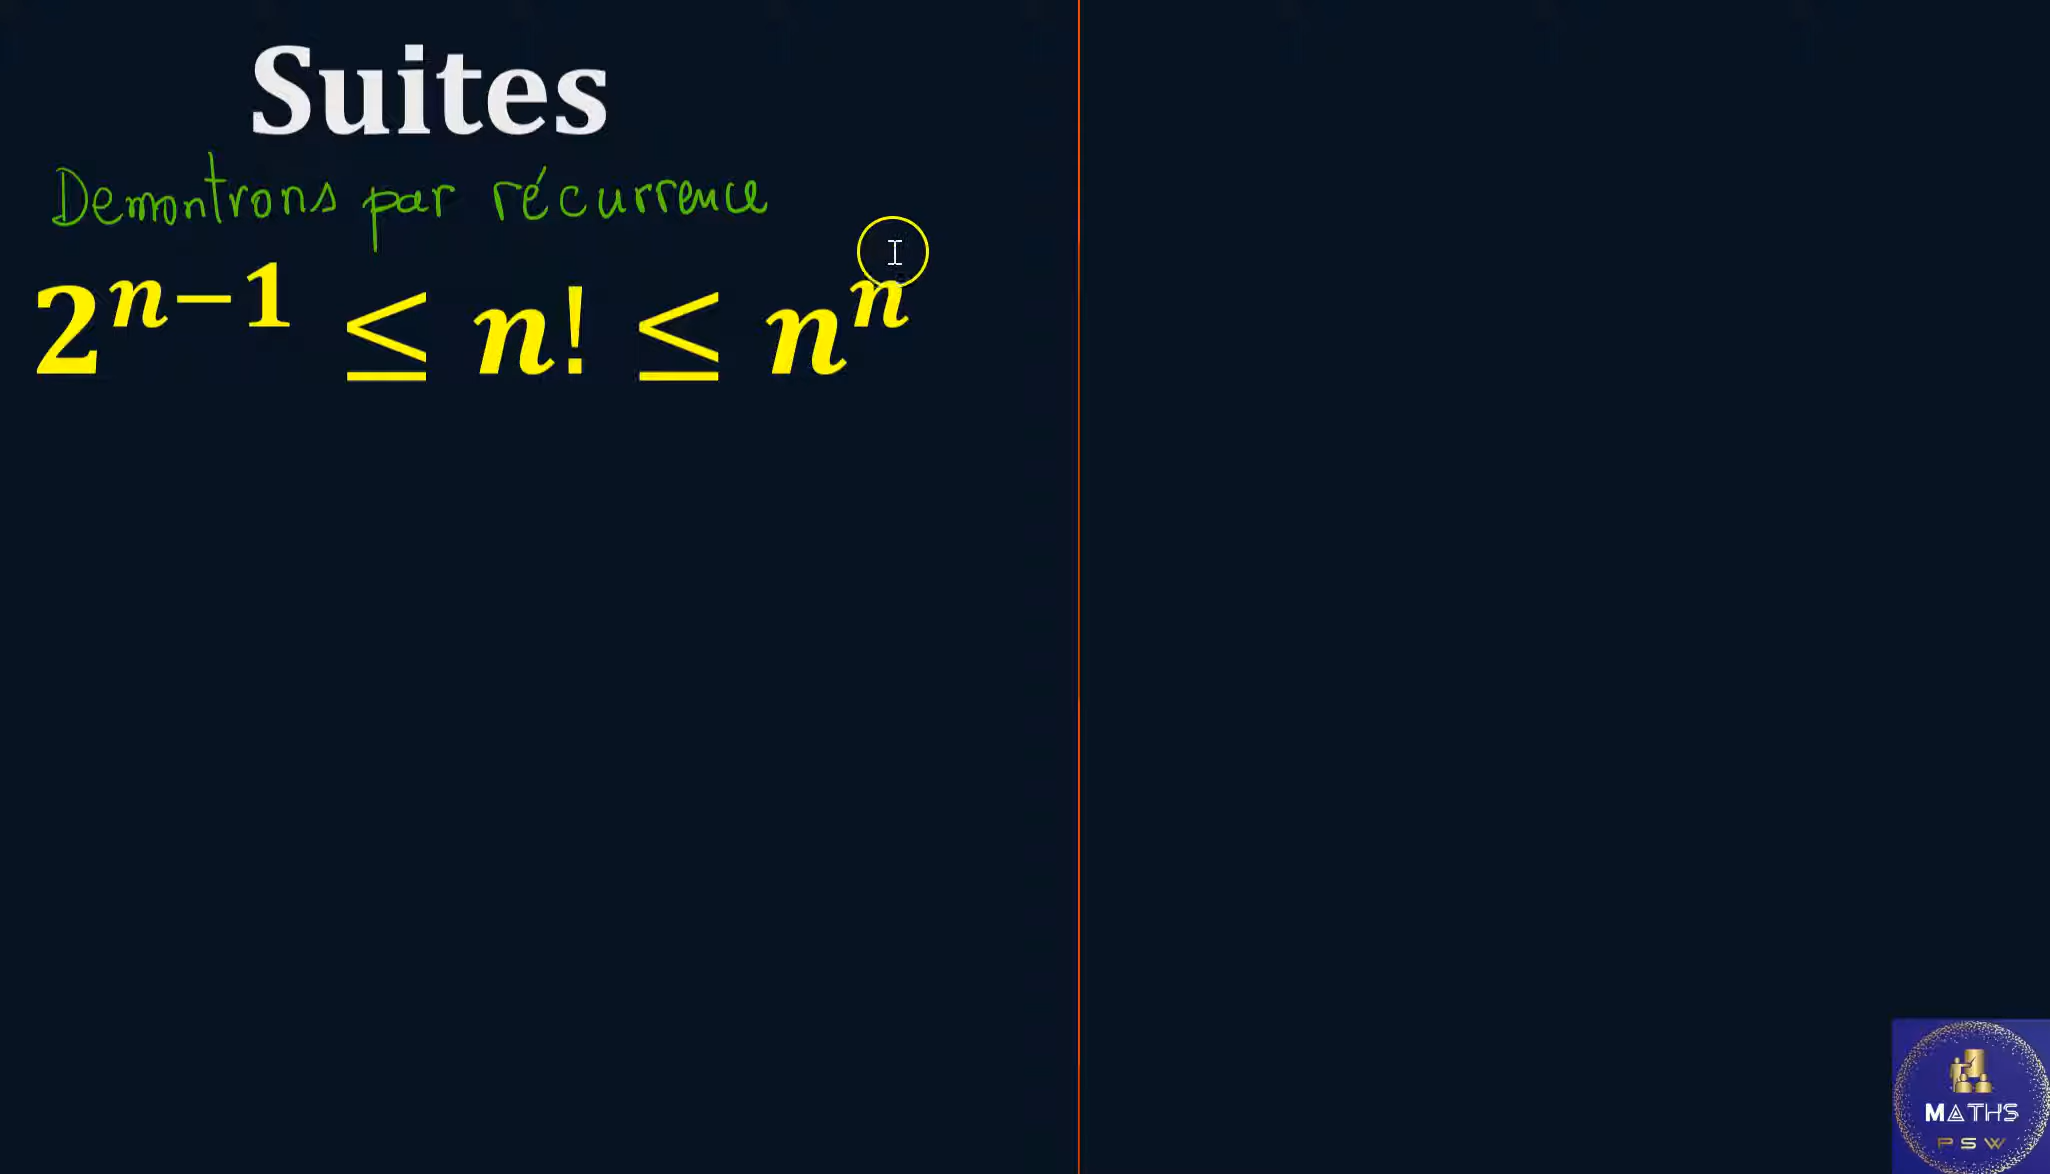 Suites
Demontrons par récurrence
2^{n-1} ≤ n! ≤ n^n
MATHS
PSW